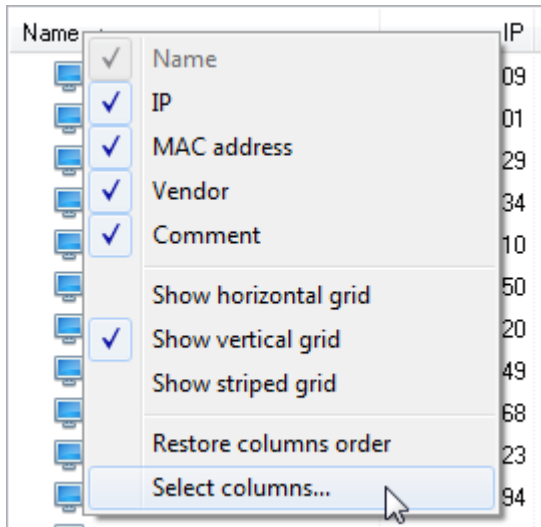 Name
IP
Name
IP
MAC address
Vendor
Comment
Show horizontal grid
Show vertical grid
Show striped grid
Restore columns order
Select columns...
09
01
29
34
10
50
20
49
68
23
94